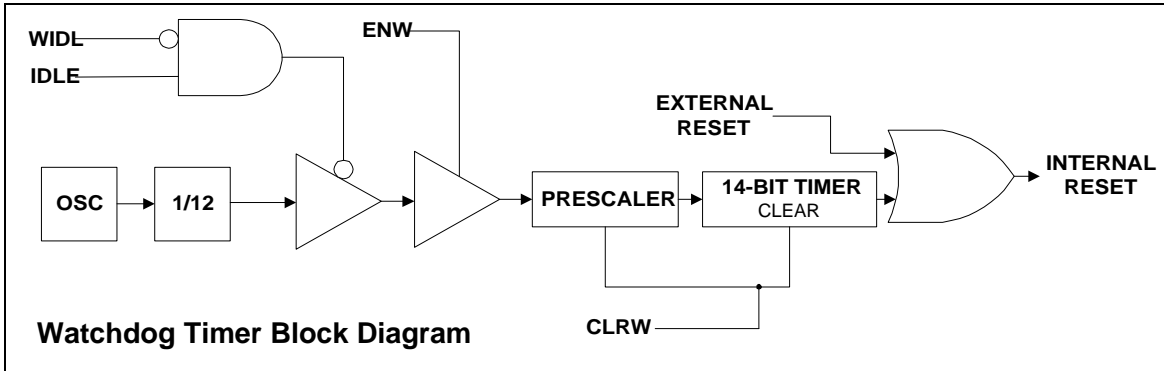 WIDL
IDLE
ENW
EXTERNAL
RESET
INTERNAL
RESET
OSC
1/12
PRESCALER
14-BIT TIMER
CLEAR
CLRW
Watchdog Timer Block Diagram